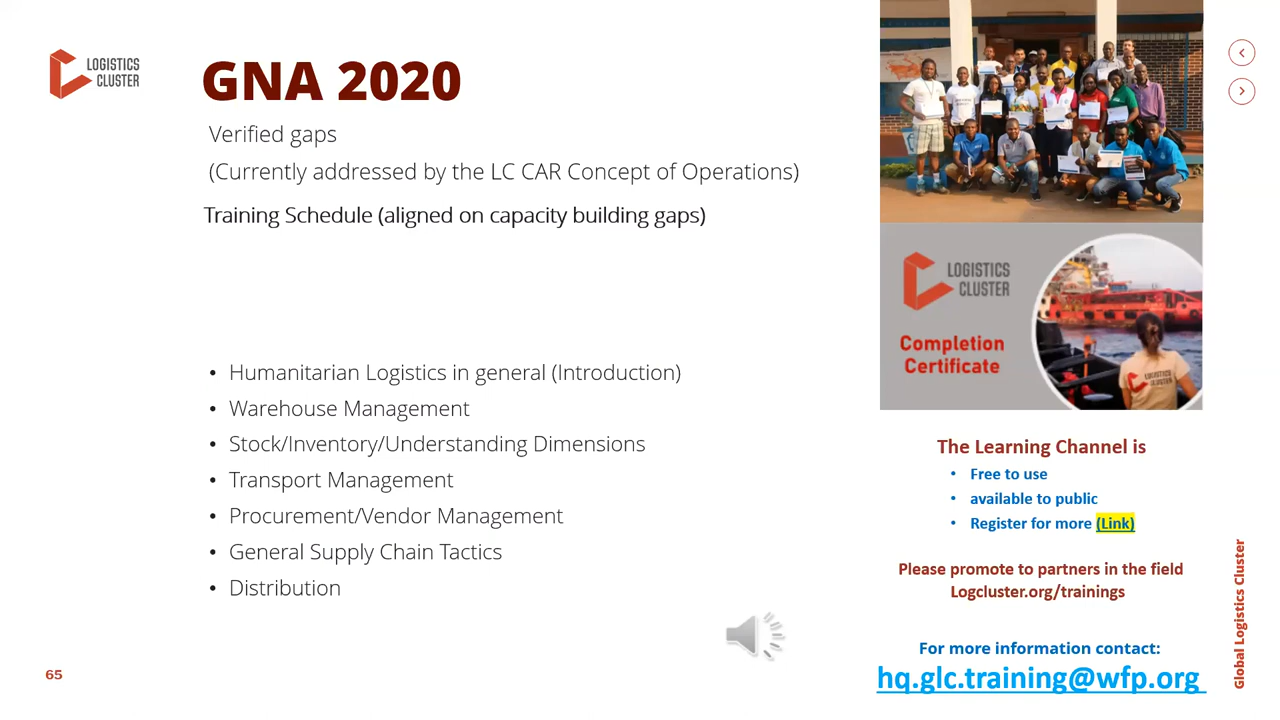 LOGISTICS
CLUSTER
GNA 2020
Verified gaps
(Currently addressed by the LC CAR Concept of Operations)
Training Schedule (aligned on capacity building gaps)
• Humanitarian Logistics in general (Introduction)
• Warehouse Management
• Stock/Inventory/Understanding Dimensions
• Transport Management
• Procurement/Vendor Management
• General Supply Chain Tactics
• Distribution
65
LOGISTICS
CLUSTER
Completion
Certificate
LOGISTICS
CLUSTER
The Learning Channel is
• Free to use
• available to public
• Register for more (Link)
Please promote to partners in the field
Logcluster.org/trainings
For more information contact:
hq.glc.training@wfp.org
Global Logistics Cluster